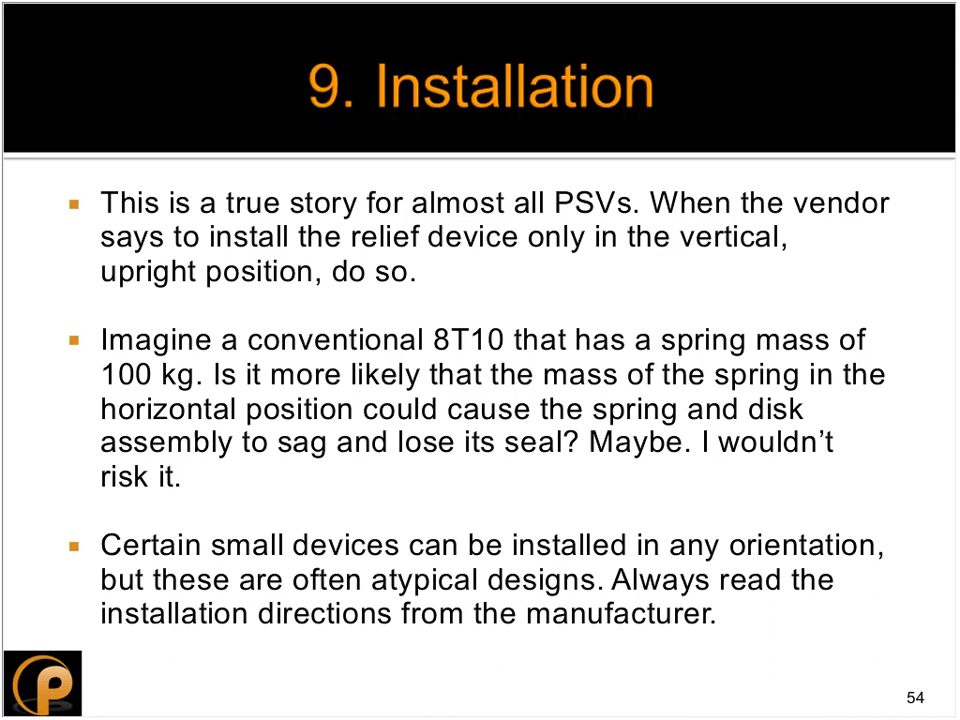 9. Installation
This is a true story for almost all PSVs. When the vendor
says to install the relief device only in the vertical,
upright position, do so.
Imagine a conventional 8T10 that has a spring mass of
100 kg. Is it more likely that the mass of the spring in the
horizontal position could cause the spring and disk
assembly to sag and lose its seal? Maybe. I wouldn’t
risk it.
Certain small devices can be installed in any orientation,
but these are often atypical designs. Always read the
installation directions from the manufacturer.
P
54